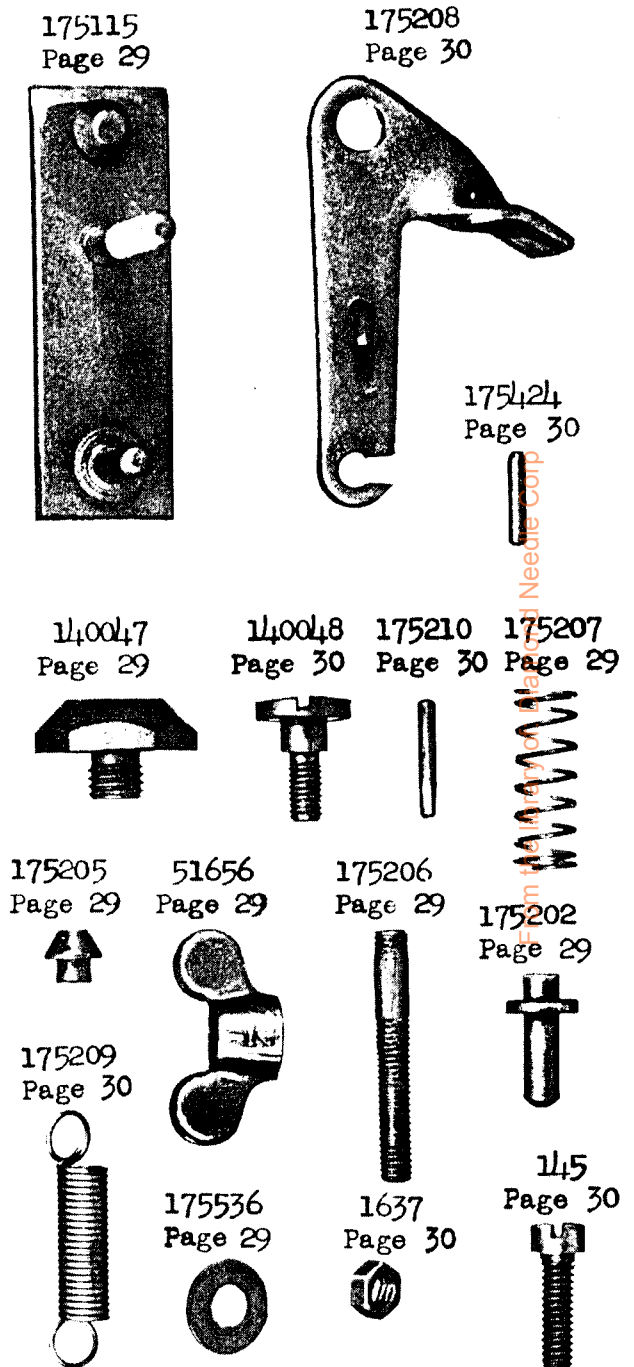 175115
Page 29
175208
Page 30
175424
Page 30
140047
Page 29
140048
Page 30
175210
Page 30
175207
Page 29
175205
Page 29
51656
Page 29
175206
Page 29
175202
Page 29
175209
Page 30
175536
Page 29
1637
Page 30
145
Page 30
From the library of: Diamond Needle Corp